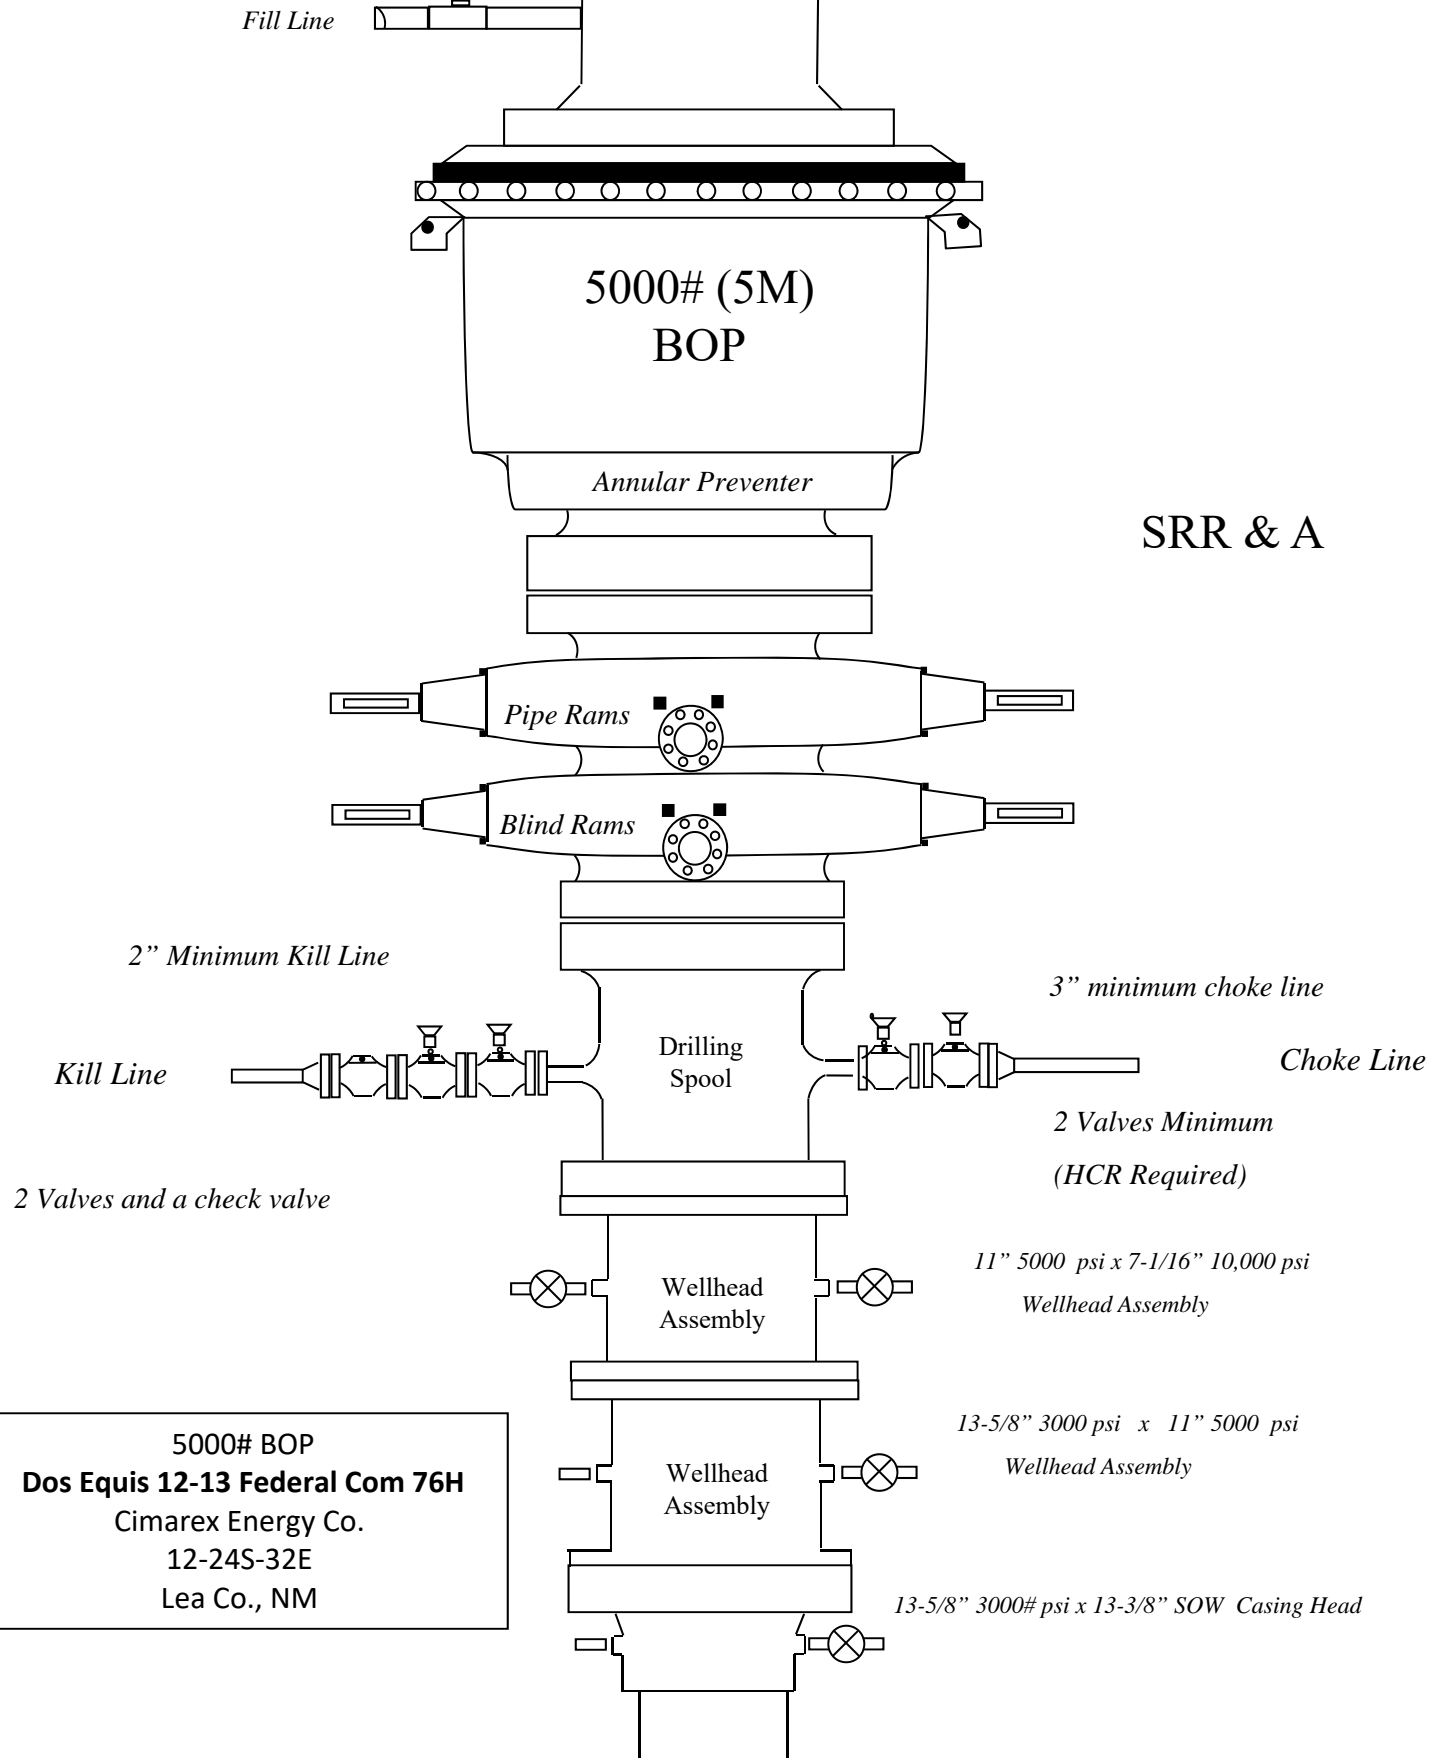 Fill Line
5000# (5M)
BOP
Annular Preventer
SRR & A
Pipe Rams
Blind Rams
2” Minimum Kill Line
3” minimum choke line
Drilling
Spool
Kill Line
Choke Line
2 Valves Minimum
(HCR Required)
2 Valves and a check valve
11” 5000 psi x 7-1/16” 10,000 psi
Wellhead Assembly
Wellhead
Assembly
13-5/8” 3000 psi x 11” 5000 psi
Wellhead Assembly
Wellhead
Assembly
5000# BOP
Dos Equis 12-13 Federal Com 76H
Cimarex Energy Co.
12-24S-32E
Lea Co., NM
13-5/8” 3000# psi x 13-3/8” SOW Casing Head